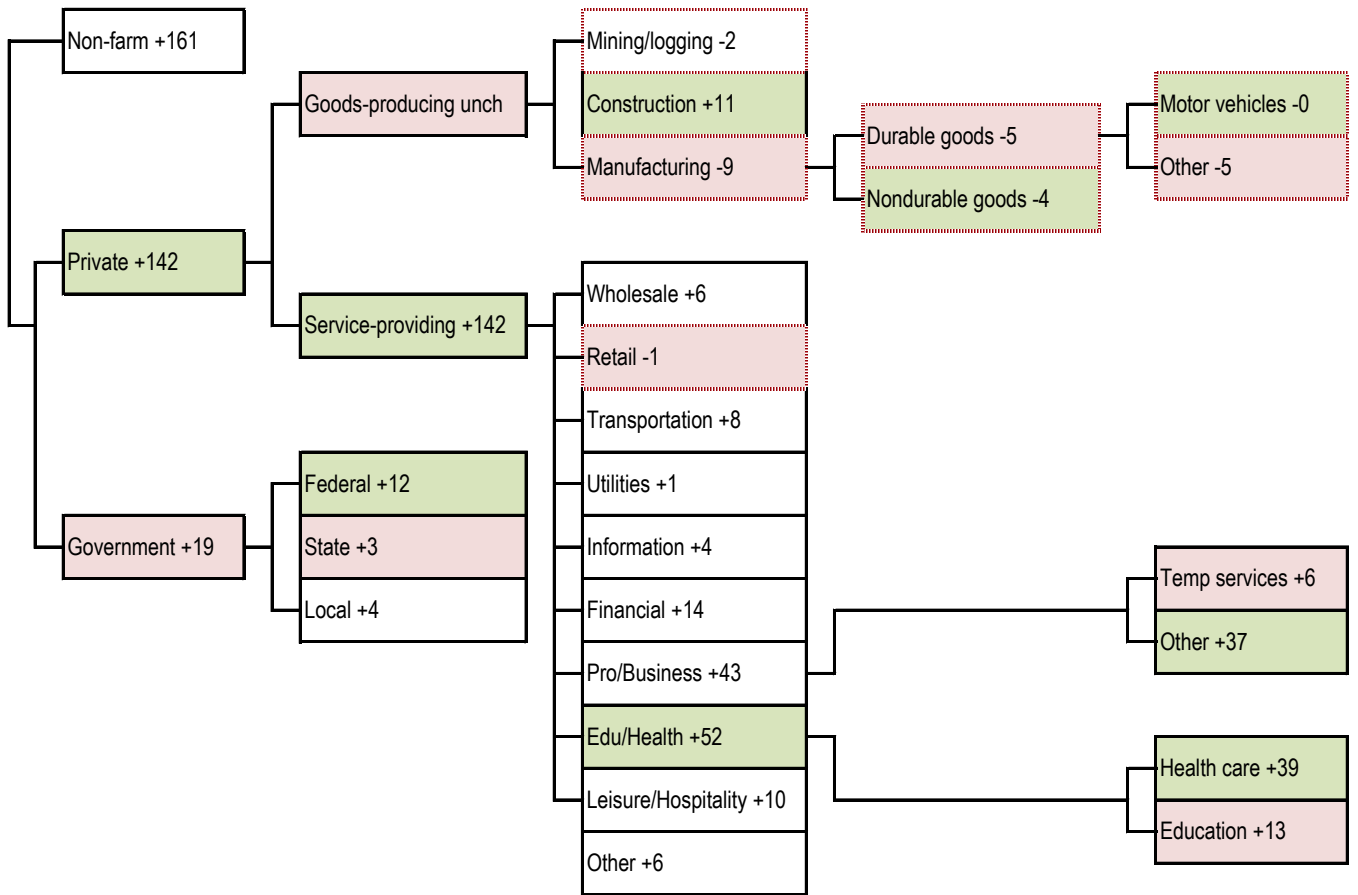 Non-farm +161
Private +142
Government +19
Goods-producing unch
Service-providing +142
Federal +12
State +3
Local +4
Mining/logging -2
Construction +11
Manufacturing -9
Wholesale +6
Retail -1
Transportation +8
Utilities +1
Information +4
Financial +14
Pro/Business +43
Edu/Health +52
Leisure/Hospitality +10
Other +6
Durable goods -5
Nondurable goods -4
Motor vehicles -0
Other -5
Temp services +6
Other +37
Health care +39
Education +13